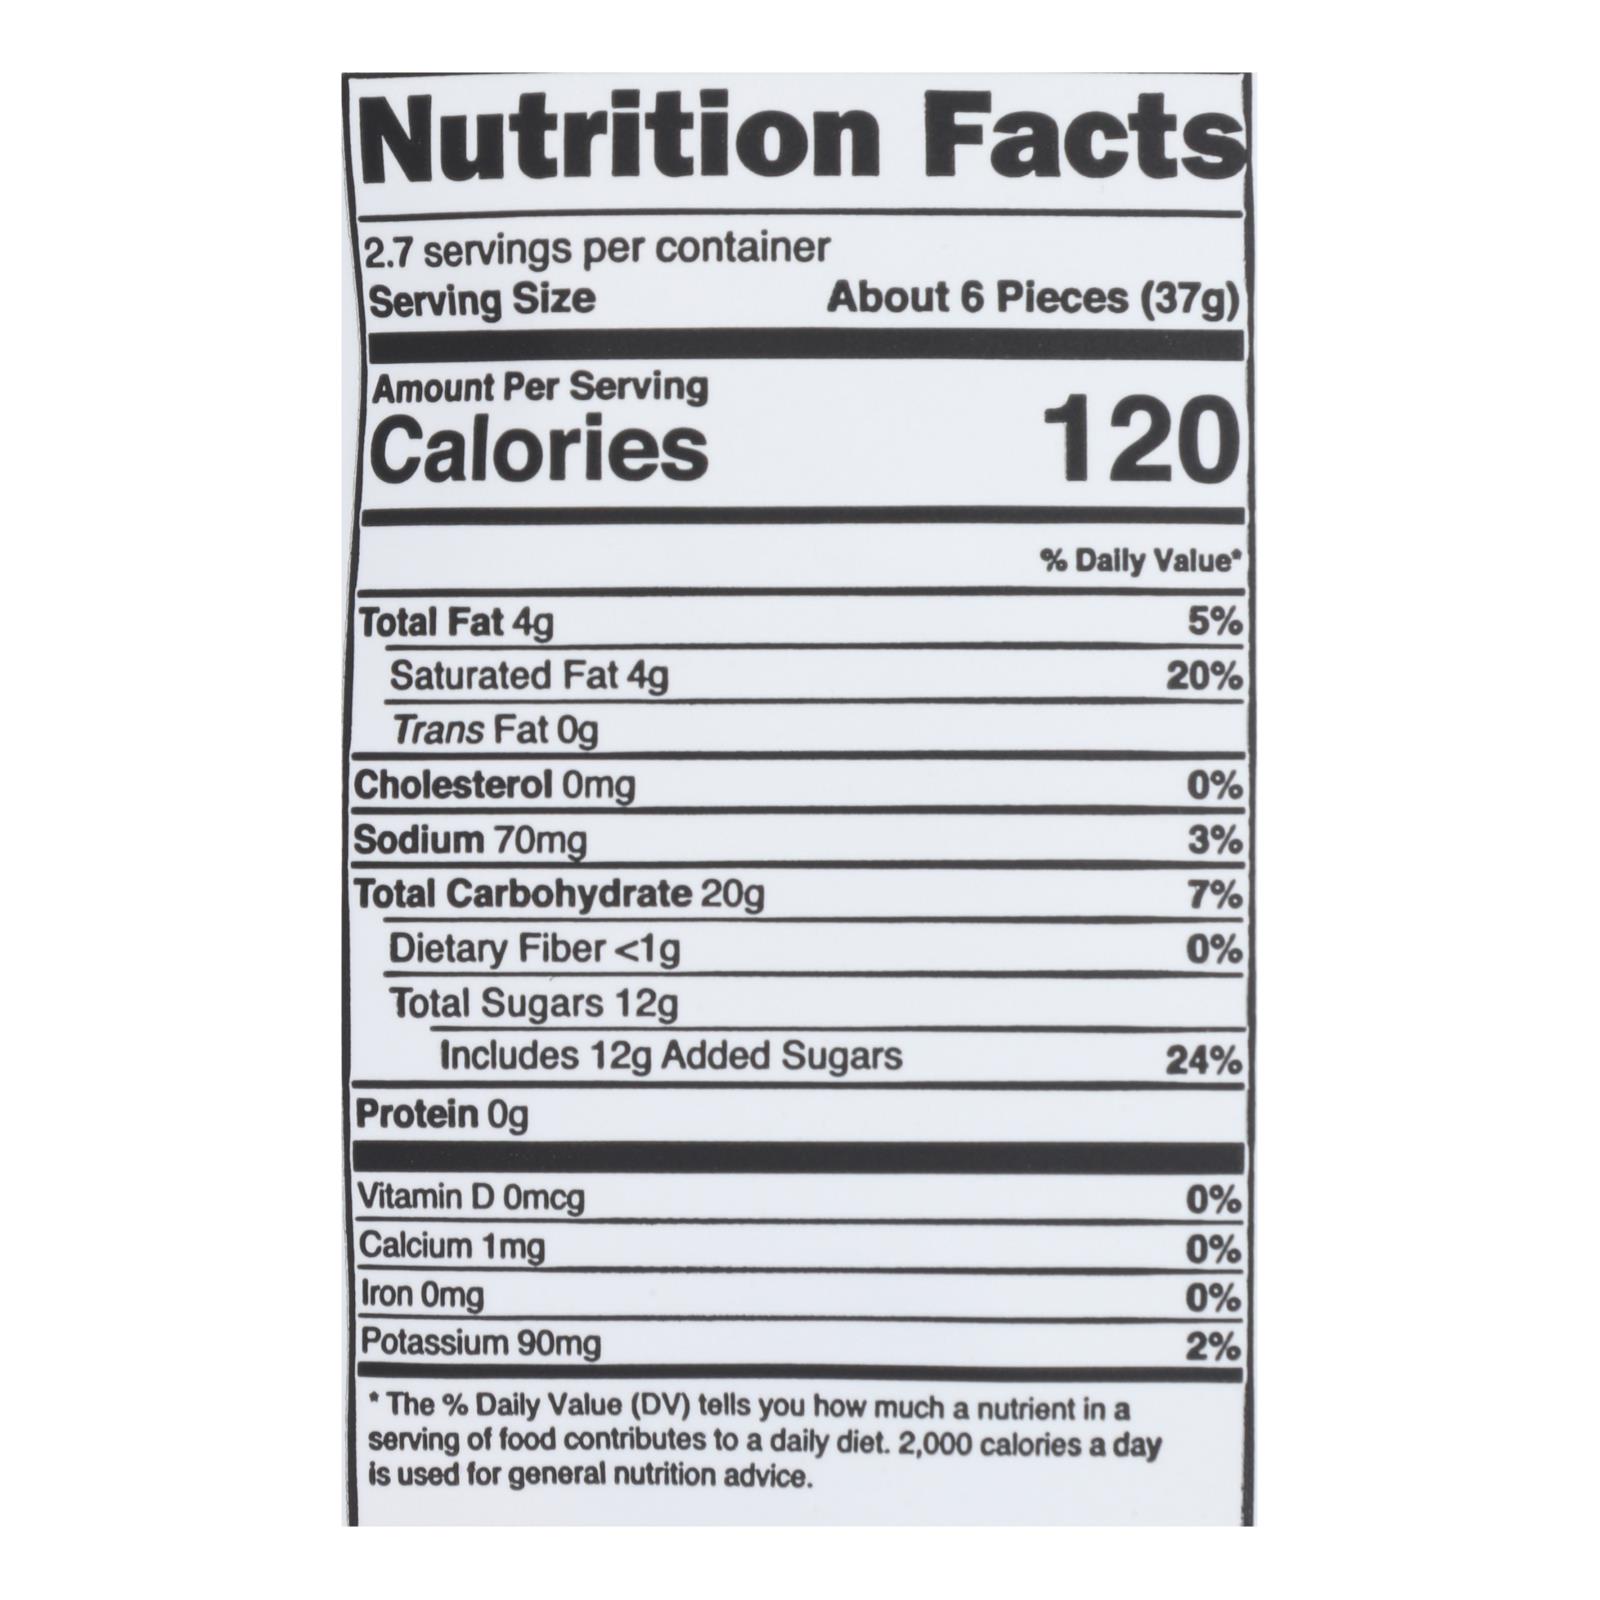 Nutrition Facts
2.7 servings per container
Serving Size About 6 Pieces (37g)
Amount Per Serving
Calories 120
% Daily Value*
Total Fat 4g 5%
Saturated Fat 4g 20%
Trans Fat 0g
Cholesterol 0mg 0%
Sodium 70mg 3%
Total Carbohydrate 20g 7%
Dietary Fiber <1g 0%
Total Sugars 12g
Includes 12g Added Sugars 24%
Protein 0g
Vitamin D 0mcg 0%
Calcium 1mg 0%
Iron 0mg 0%
Potassium 90mg 2%
* The % Daily Value (DV) tells you how much a nutrient in a
serving of food contributes to a daily diet. 2,000 calories a day
is used for general nutrition advice.